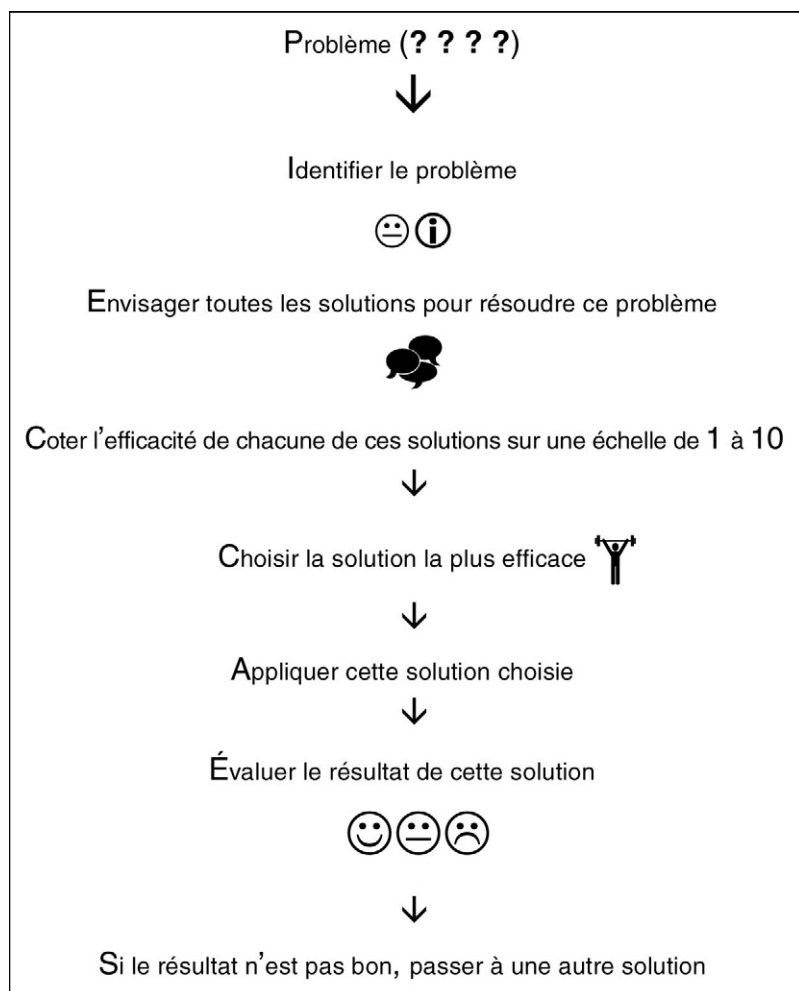 Problème (? ? ? ?)
Identifier le problème
Envisager toutes les solutions pour résoudre ce problème
Coter l'efficacité de chacune de ces solutions sur une échelle de 1 à 10
Choisir la solution la plus efficace
Appliquer cette solution choisie
Évaluer le résultat de cette solution
Si le résultat n'est pas bon, passer à une autre solution